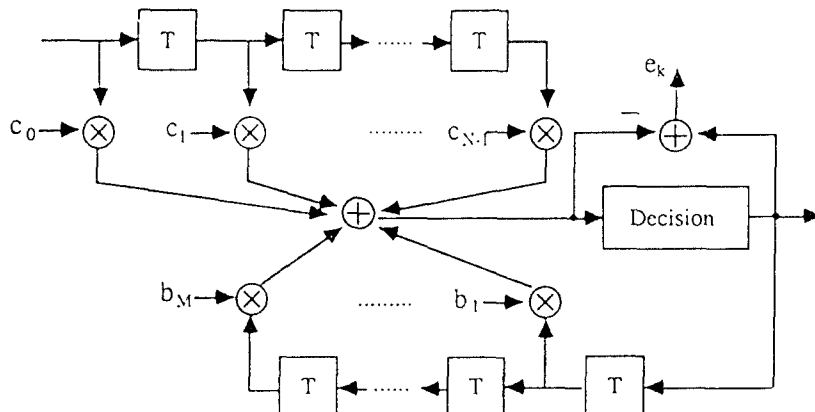 T T ...... T
e_k
c_0 c_1 ........ c_{N-1}
−
Decision
b_M ........ b_1
T ...... T T